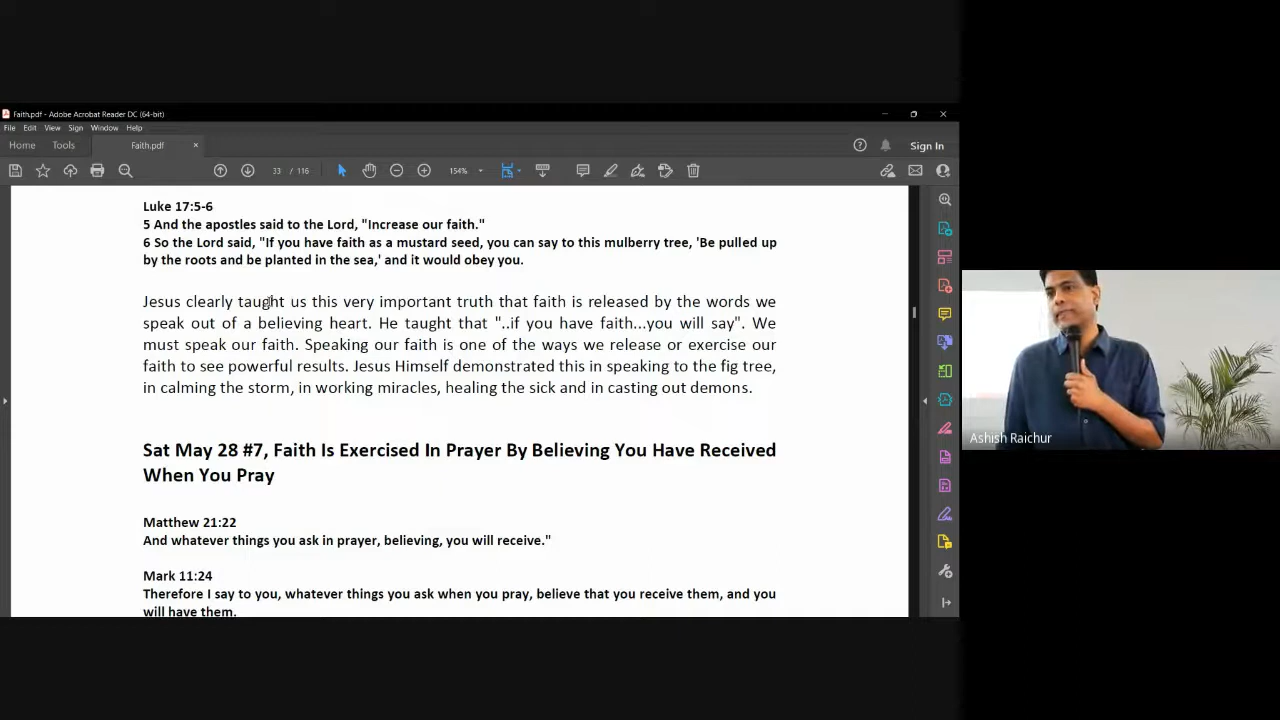 Faith.pdf - Adobe Acrobat Reader DC (64-bit)
File Edit View Sign Window Help
Home Tools Faith.pdf × Sign In
33 / 116 154%
Luke 17:5-6
5 And the apostles said to the Lord, "Increase our faith."
6 So the Lord said, "If you have faith as a mustard seed, you can say to this mulberry tree, 'Be pulled up
by the roots and be planted in the sea,' and it would obey you.
Jesus clearly taught us this very important truth that faith is released by the words we
speak out of a believing heart. He taught that "..if you have faith...you will say". We
must speak our faith. Speaking our faith is one of the ways we release or exercise our
faith to see powerful results. Jesus Himself demonstrated this in speaking to the fig tree,
in calming the storm, in working miracles, healing the sick and in casting out demons.
Sat May 28 #7, Faith Is Exercised In Prayer By Believing You Have Received
When You Pray
Matthew 21:22
And whatever things you ask in prayer, believing, you will receive."
Mark 11:24
Therefore I say to you, whatever things you ask when you pray, believe that you receive them, and you
will have them.
Ashish Raichur